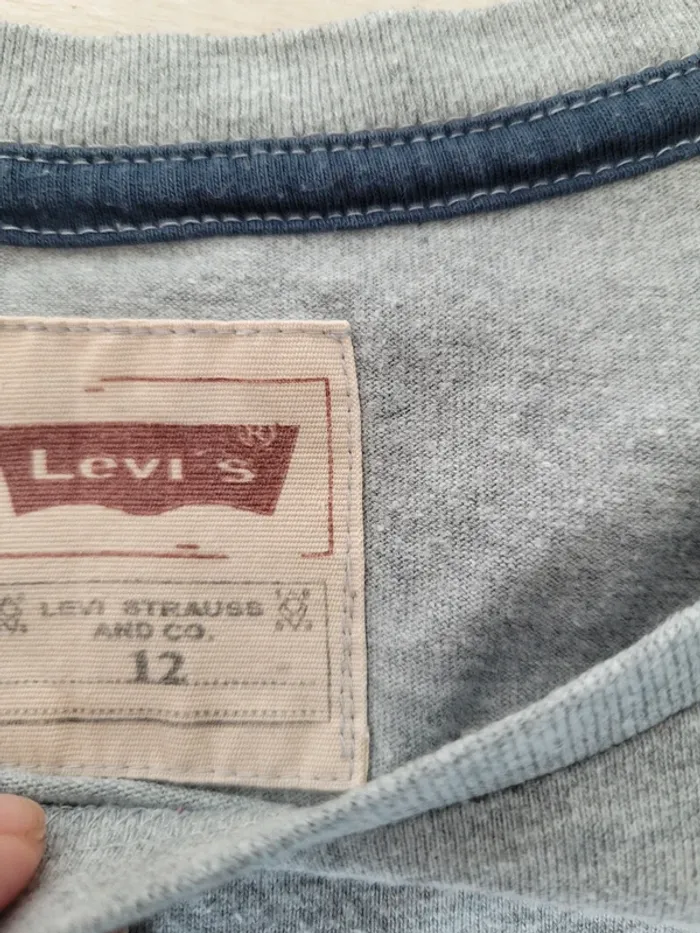 Levi's®
LEVI STRAUSS
AND CO.
12